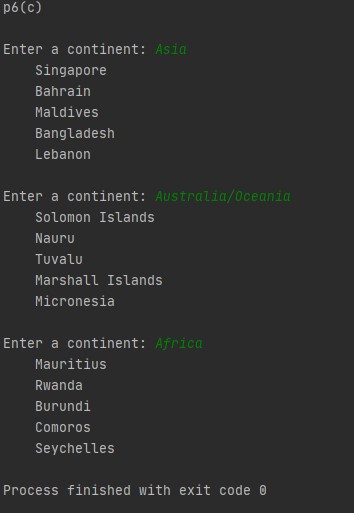 p6(c)
Enter a continent: Asia
Singapore
Bahrain
Maldives
Bangladesh
Lebanon
Enter a continent: Australia/Oceania
Solomon Islands
Nauru
Tuvalu
Marshall Islands
Micronesia
Enter a continent: Africa
Mauritius
Rwanda
Burundi
Comoros
Seychelles
Process finished with exit code 0